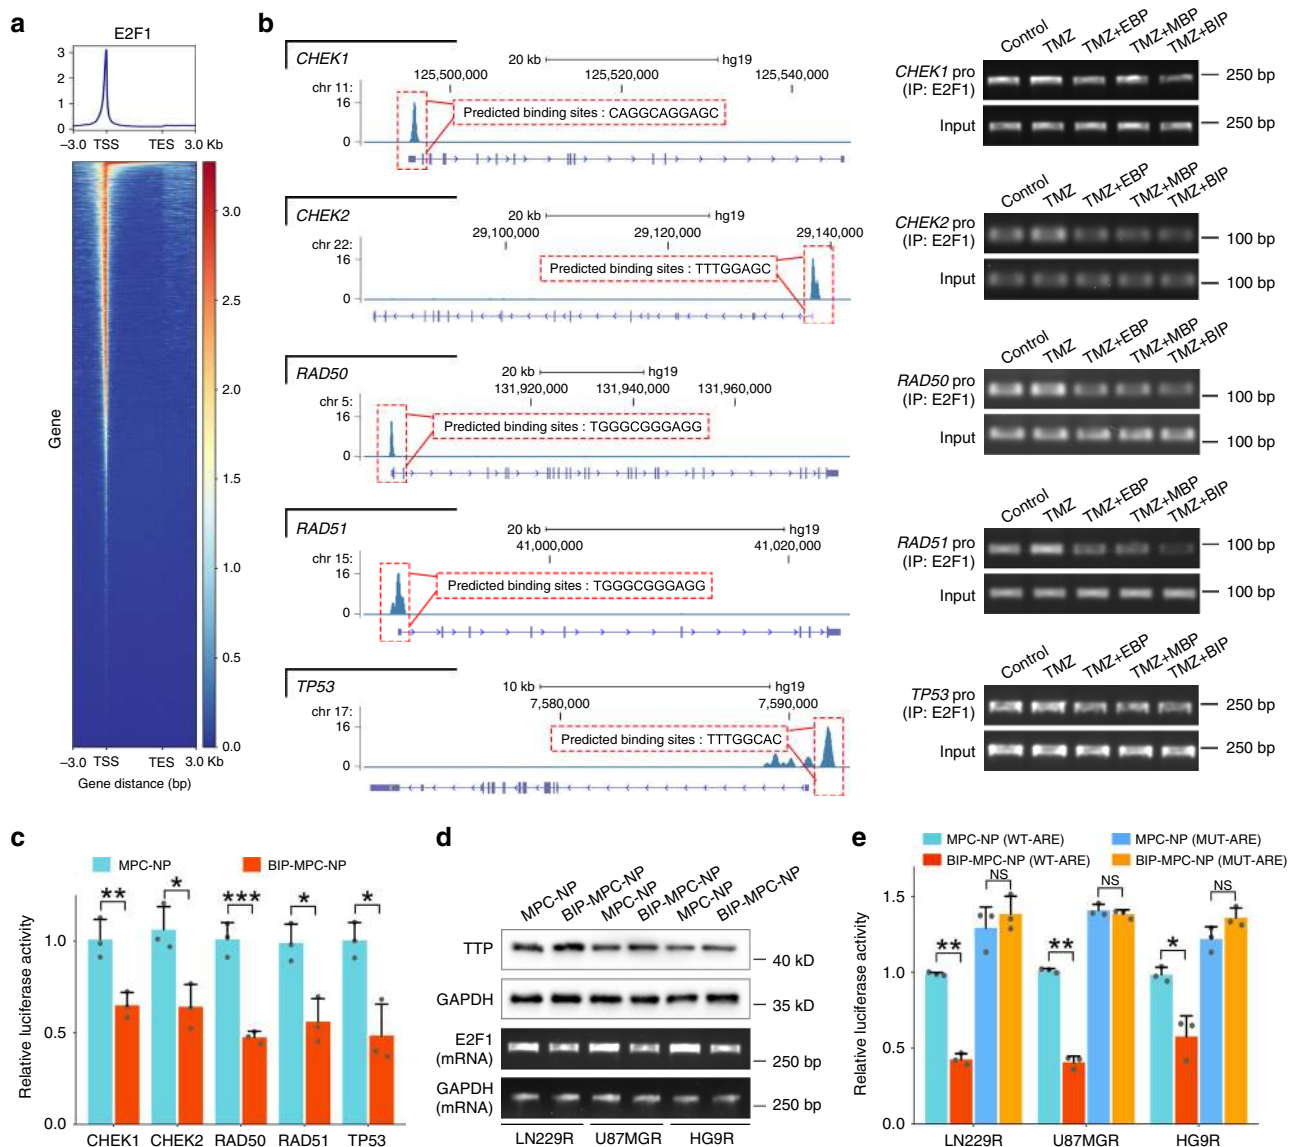 a
E2F1
3
2
1
0
−3.0 TSS TES 3.0 Kb
Gene
3.0
2.5
2.0
1.5
1.0
0.5
0.0
−3.0 TSS TES 3.0 Kb
Gene distance (bp)
b
CHEK1
20 kb hg19
125,500,000 125,520,000 125,540,000
chr 11:
16
0
Predicted binding sites : CAGGCAGGAGC
CHEK2
20 kb hg19
29,100,000 29,120,000 29,140,000
chr 22:
16
0
Predicted binding sites : TTTGGAGC
RAD50
20 kb hg19
131,920,000 131,940,000 131,960,000
chr 5:
16
0
Predicted binding sites : TGGGCGGGAGG
RAD51
20 kb hg19
41,000,000 41,020,000
chr 15:
16
0
Predicted binding sites : TGGGCGGGAGG
TP53
10 kb hg19
7,580,000 7,590,000
chr 17:
16
0
Predicted binding sites : TTTGGCAC
Control TMZ TMZ+EBP TMZ+MBP TMZ+BIP
CHEK1 pro
(IP: E2F1)
250 bp
Input
250 bp
Control TMZ TMZ+EBP TMZ+MBP TMZ+BIP
CHEK2 pro
(IP: E2F1)
100 bp
Input
100 bp
Control TMZ TMZ+EBP TMZ+MBP TMZ+BIP
RAD50 pro
(IP: E2F1)
100 bp
Input
100 bp
Control TMZ TMZ+EBP TMZ+MBP TMZ+BIP
RAD51 pro
(IP: E2F1)
100 bp
Input
100 bp
Control TMZ TMZ+EBP TMZ+MBP TMZ+BIP
TP53 pro
(IP: E2F1)
250 bp
Input
250 bp
c
MPC-NP BIP-MPC-NP
Relative luciferase activity
1.0
0.5
0.0
** * *** * *
CHEK1 CHEK2 RAD50 RAD51 TP53
d
MPC-NP BIP-MPC-NP MPC-NP BIP-MPC-NP MPC-NP BIP-MPC-NP
TTP
40 kD
GAPDH
35 kD
E2F1
(mRNA)
250 bp
GAPDH
(mRNA)
250 bp
LN229R U87MGR HG9R
e
MPC-NP (WT-ARE) MPC-NP (MUT-ARE)
BIP-MPC-NP (WT-ARE) BIP-MPC-NP (MUT-ARE)
Relative luciferase activity
1.5
1.0
0.5
0.0
** NS ** NS * NS
LN229R U87MGR HG9R